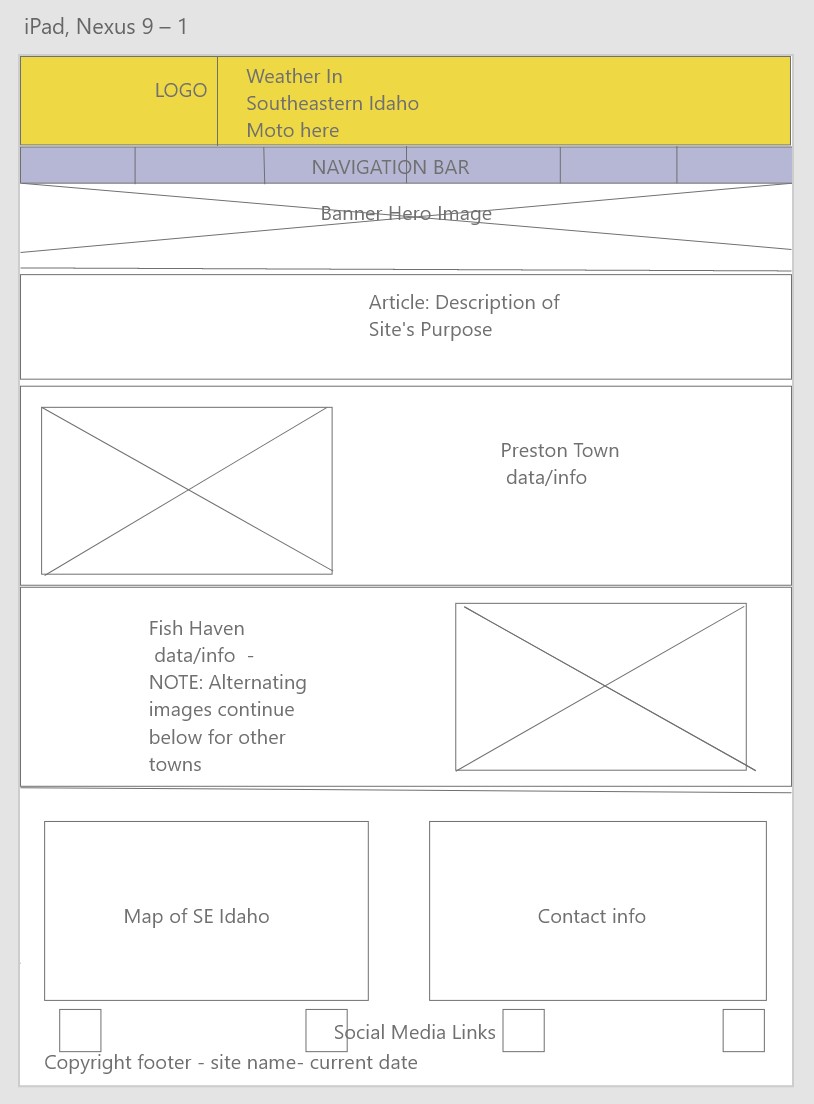 iPad, Nexus 9 – 1
LOGO
Weather In
Southeastern Idaho
Moto here
NAVIGATION BAR
Banner Hero Image
Article: Description of
Site's Purpose
Preston Town
data/info
Fish Haven
data/info -
NOTE: Alternating
images continue
below for other
towns
Map of SE Idaho
Contact info
Social Media Links
Copyright footer - site name- current date